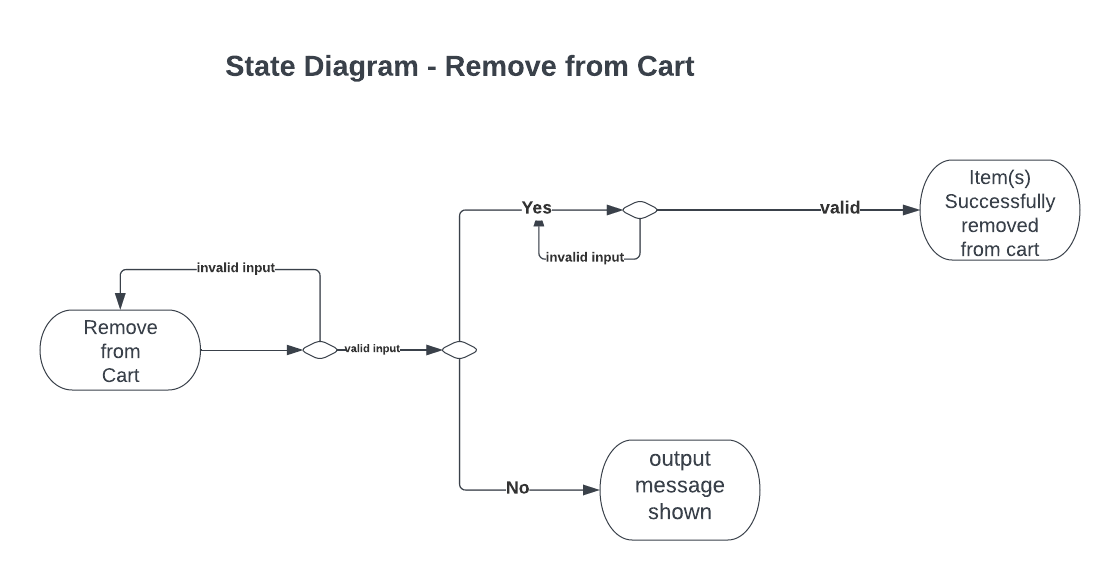 State Diagram - Remove from Cart
Item(s)
Successfully
removed
from cart
Yes
valid
invalid input
invalid input
Remove
from
Cart
valid input
output
message
shown
No